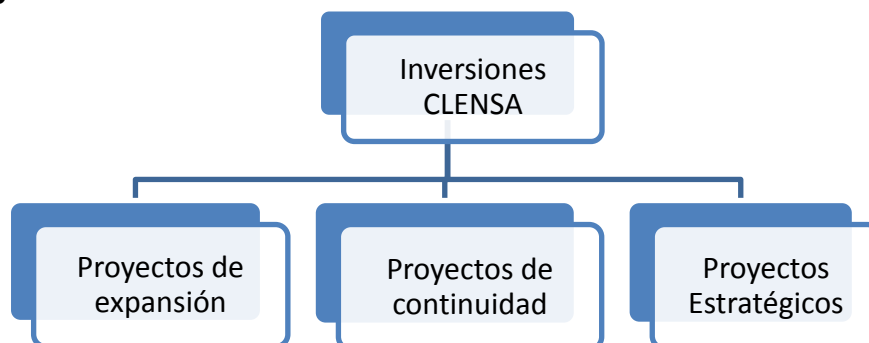 Inversiones
CLENSA
Proyectos de
expansión
Proyectos de
continuidad
Proyectos
Estratégicos